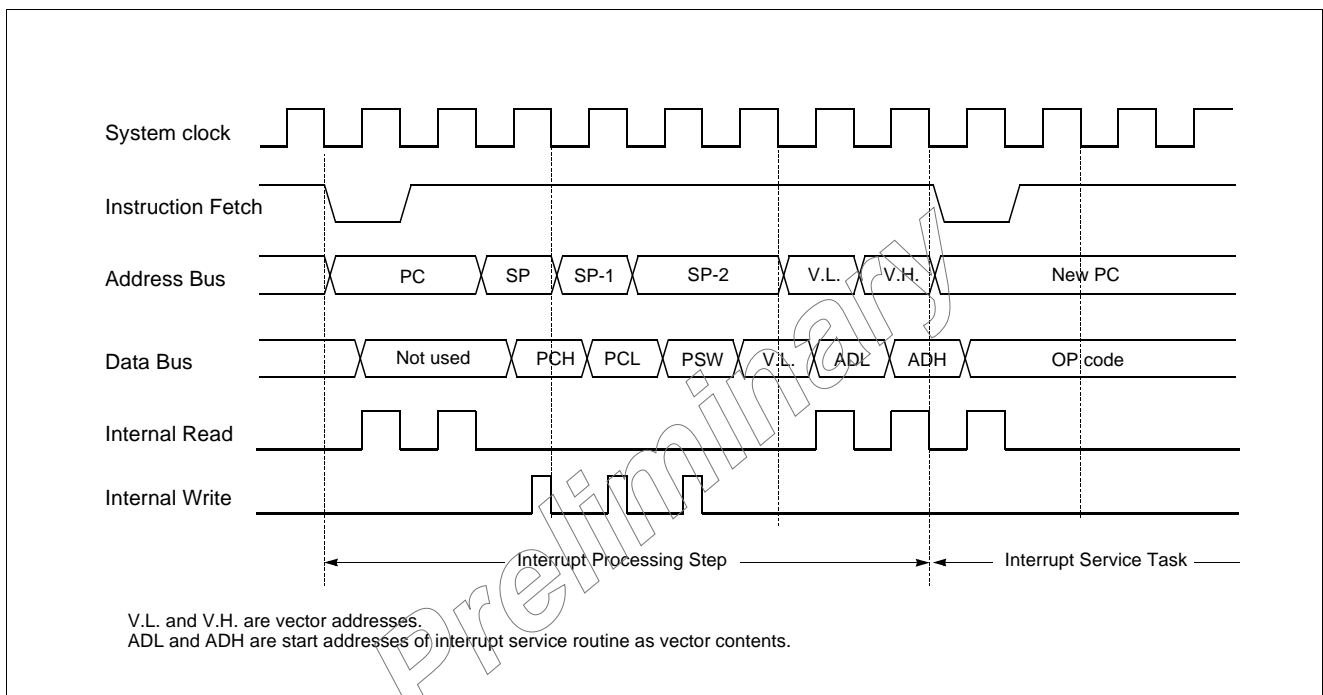 System clock
Instruction Fetch
Address Bus PC SP SP-1 SP-2 V.L. V.H. New PC
Data Bus Not used PCH PCL PSW V.L. ADL ADH OP code
Internal Read
Internal Write
Interrupt Processing Step Interrupt Service Task
V.L. and V.H. are vector addresses.
ADL and ADH are start addresses of interrupt service routine as vector contents.
Preliminary